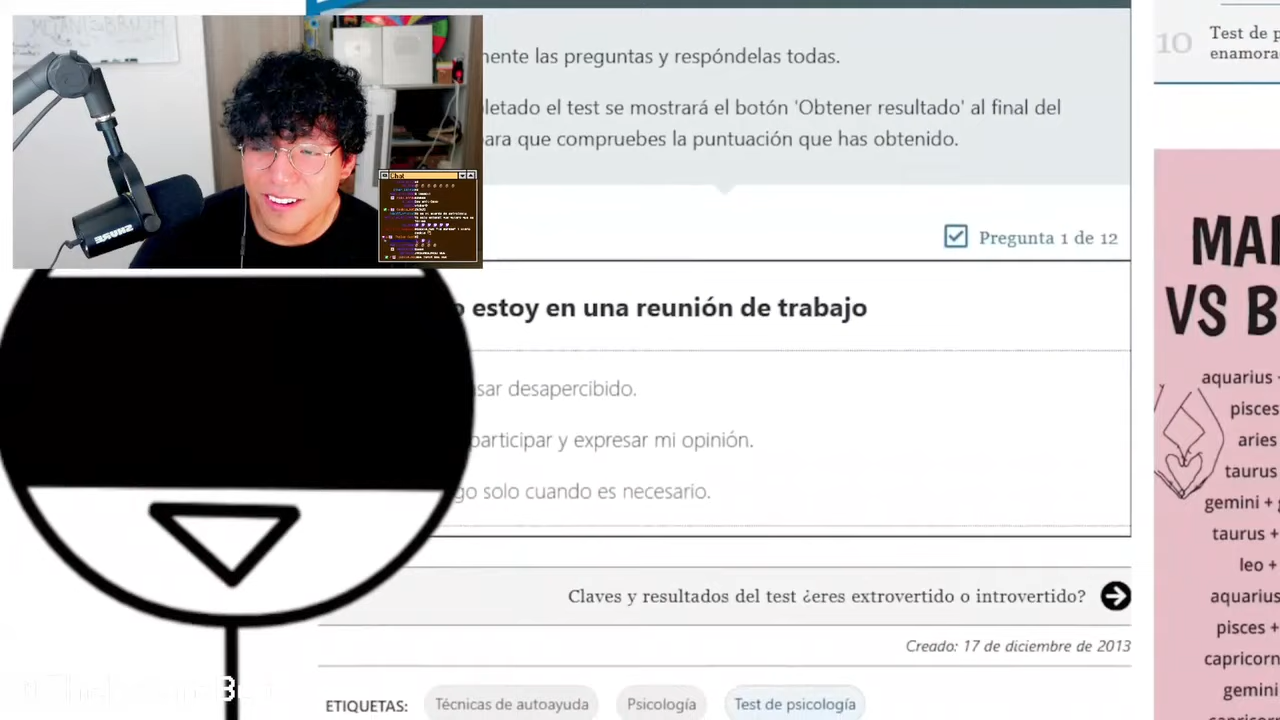 10
Test de p
enamora
mente las preguntas y respóndelas todas.
letado el test se mostrará el botón 'Obtener resultado' al final del
ara que compruebes la puntuación que has obtenido.
Chat
SHURE
Pregunta 1 de 12
o estoy en una reunión de trabajo
sar desapercibido.
participar y expresar mi opinión.
go solo cuando es necesario.
Claves y resultados del test ¿eres extrovertido o introvertido?
Creado: 17 de diciembre de 2013
ETIQUETAS:
Técnicas de autoayuda
Psicología
Test de psicología
MA
VS B
aquarius
pisces
aries
taurus
gemini +
taurus +
leo +
aquarius
pisces +
capricorn
gemini